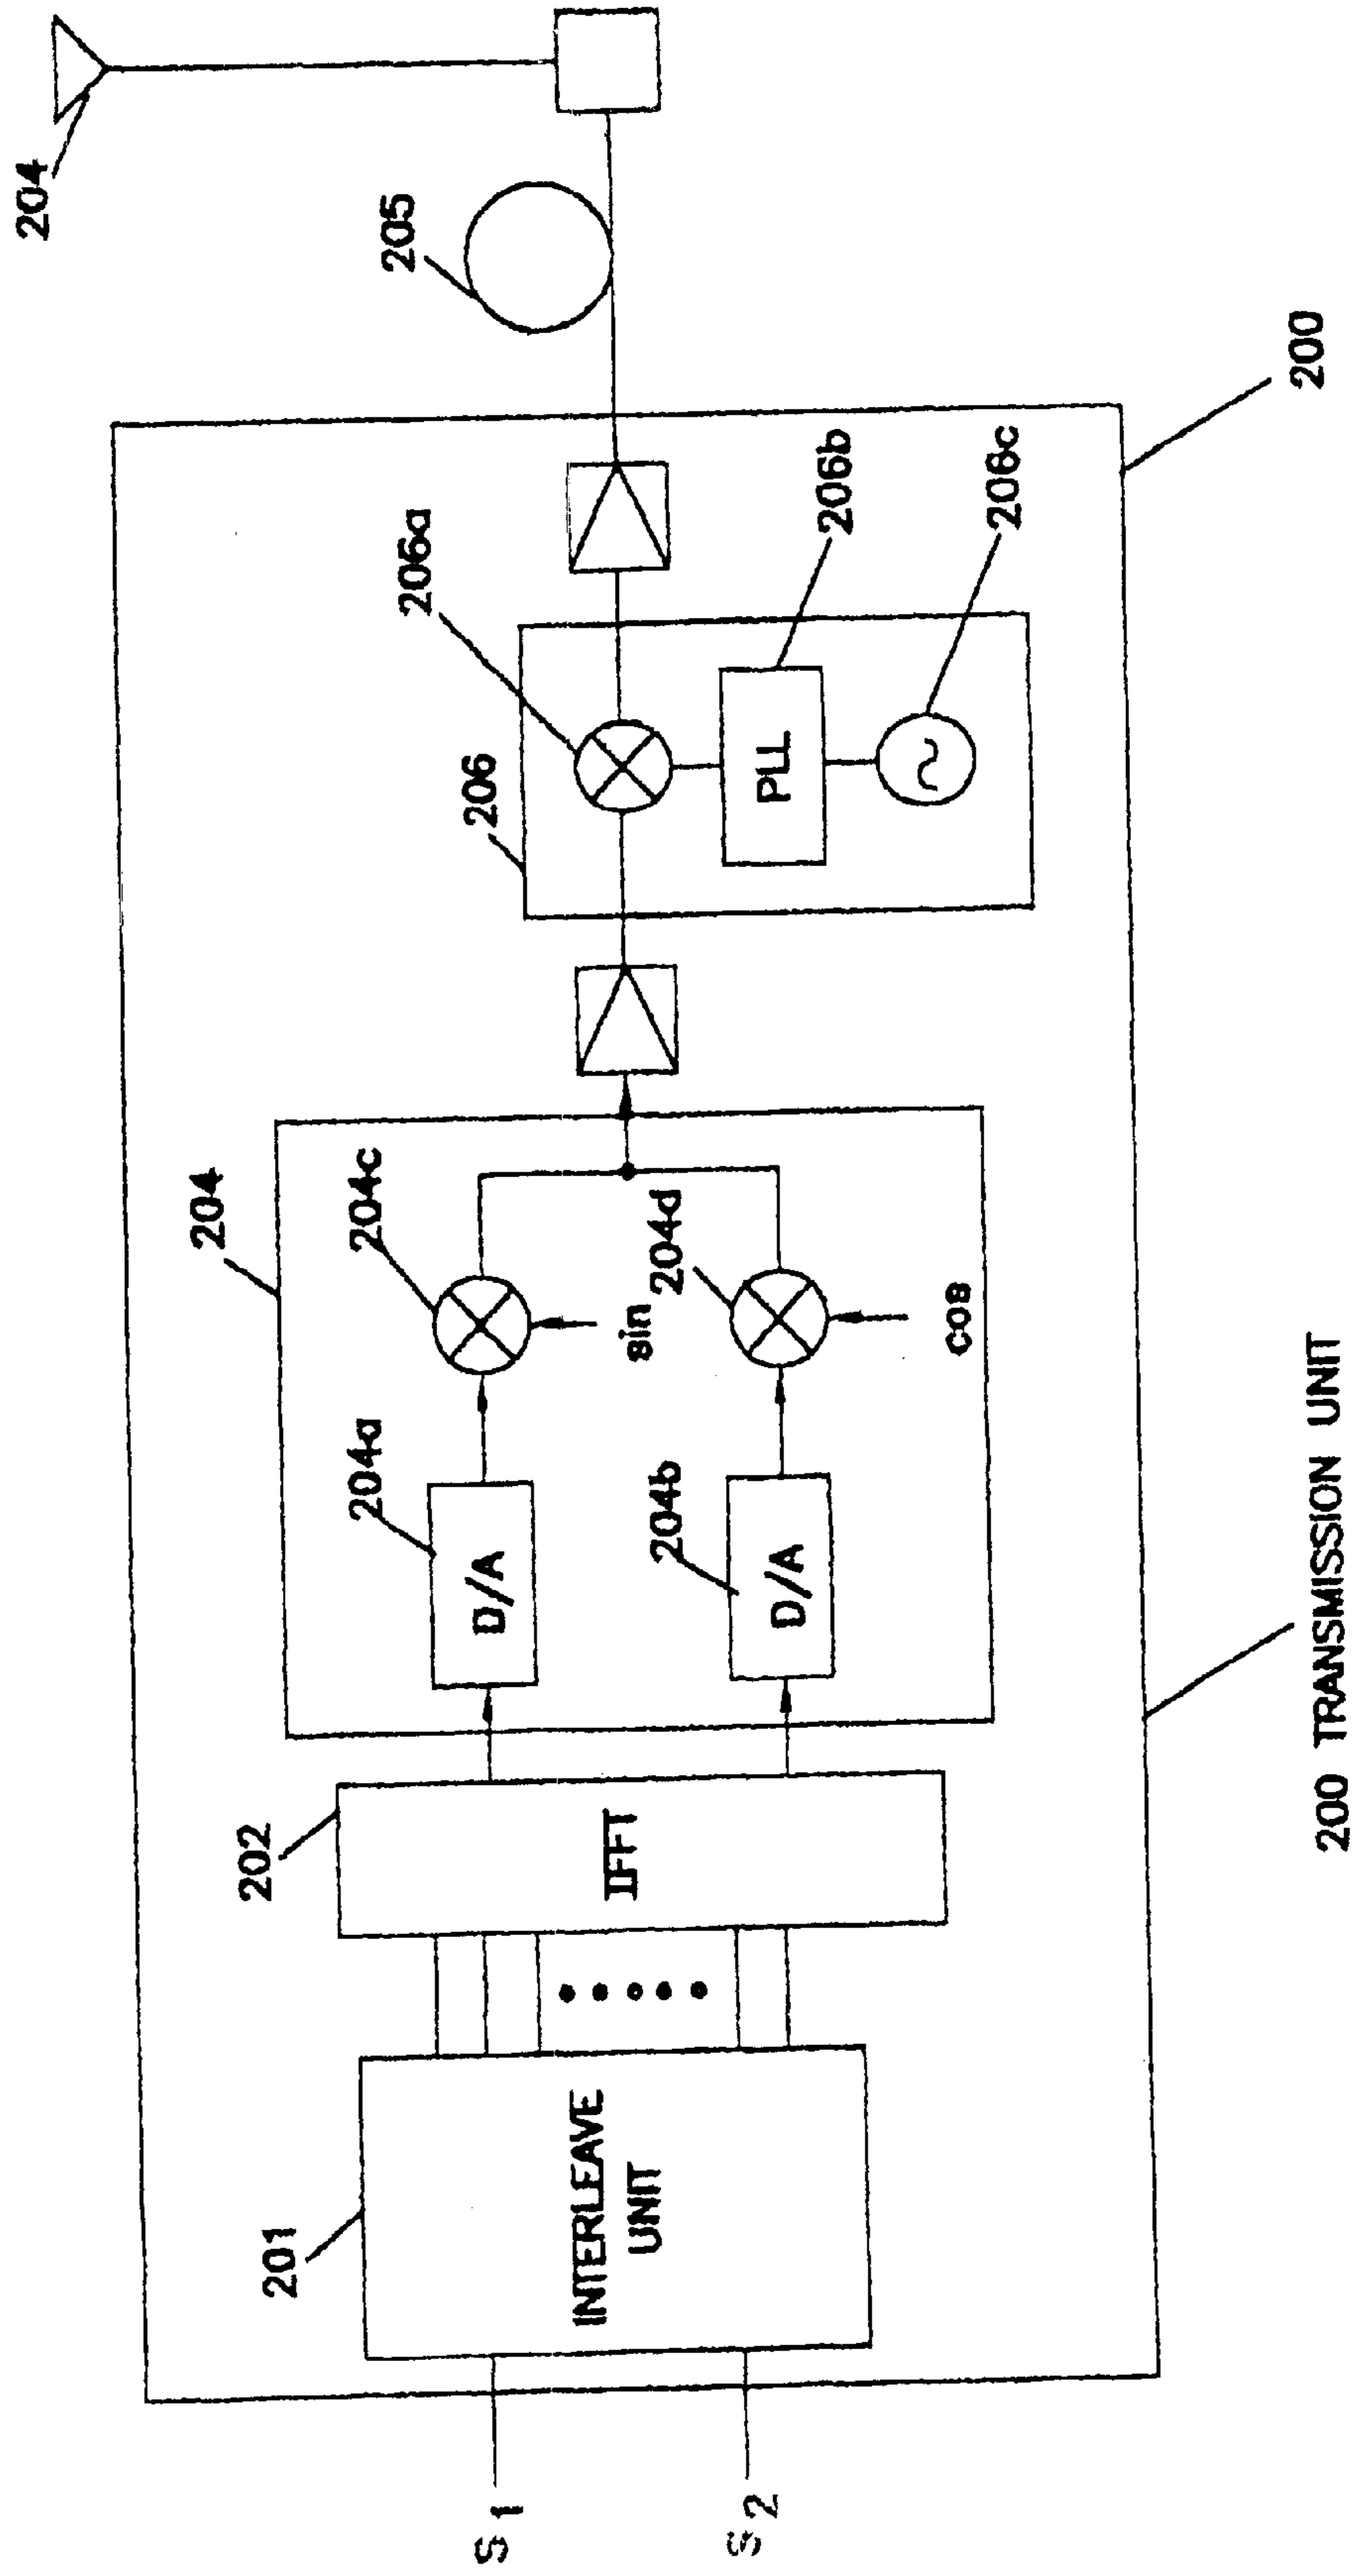 204
205
206a
206
206b
206c
200
204
204c
204a
sin
204d
204b
cos
D/A
D/A
PLL
202
IFFT
201
INTERLEAVE
UNIT
S1
S2
200 TRANSMISSION UNIT